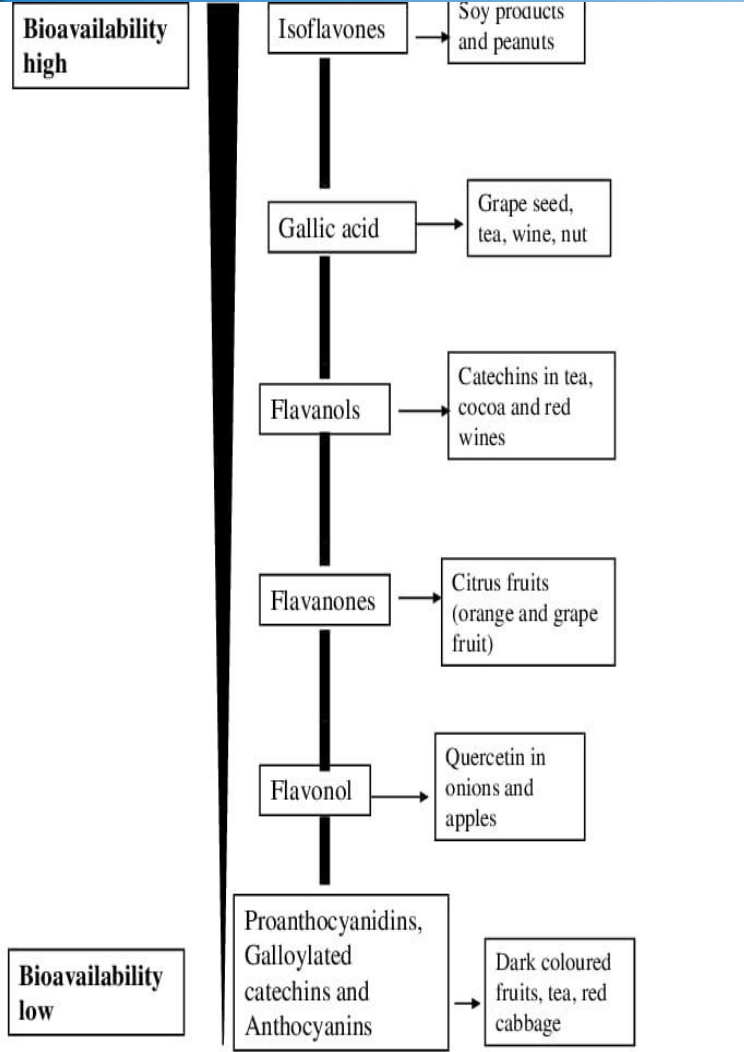 Bioavailability
high
Isoflavones
Soy products
and peanuts
Gallic acid
Grape seed,
tea, wine, nut
Flavanols
Catechins in tea,
cocoa and red
wines
Flavanones
Citrus fruits
(orange and grape
fruit)
Flavonol
Quercetin in
onions and
apples
Proanthocyanidins,
Galloylated
catechins and
Anthocyanins
Bioavailability
low
Dark coloured
fruits, tea, red
cabbage